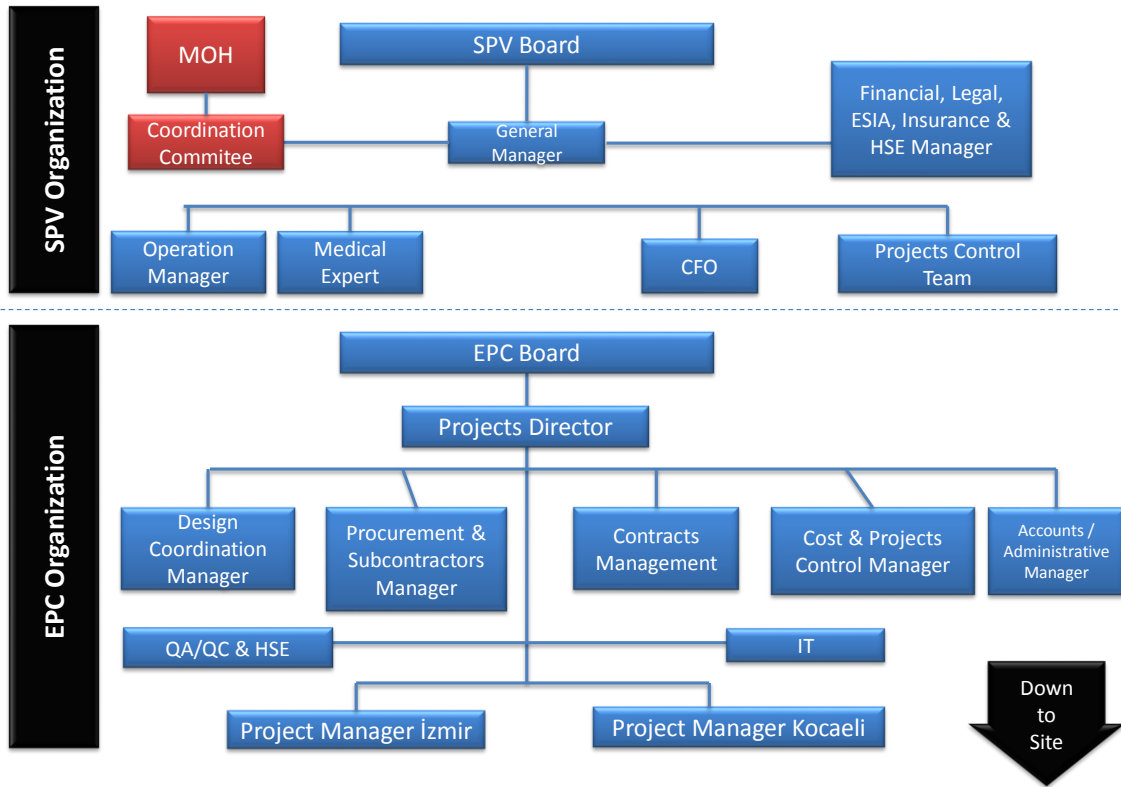 SPV Organization
MOH
SPV Board
Financial, Legal,
ESIA, Insurance &
HSE Manager
Coordination
Commitee
General
Manager
Operation
Manager
Medical
Expert
CFO
Projects Control
Team
EPC Organization
EPC Board
Projects Director
Design
Coordination
Manager
Procurement &
Subcontractors
Manager
Contracts
Management
Cost & Projects
Control Manager
Accounts /
Administrative
Manager
QA/QC & HSE
IT
Project Manager İzmir
Project Manager Kocaeli
Down
to
Site